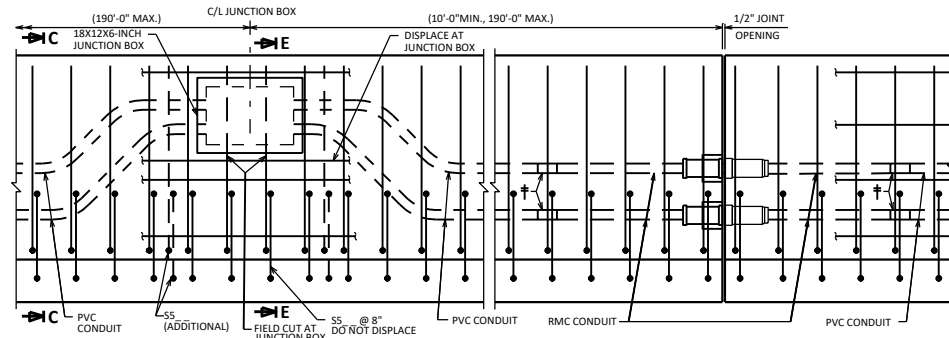 (190'-0" MAX.)
C/L JUNCTION BOX
(10'-0"MIN., 190'-0" MAX.)
1/2" JOINT
OPENING
C
18X12X6-INCH
JUNCTION BOX
E
DISPLACE AT
JUNCTION BOX
ǂ
ǂ
C
PVC
CONDUIT
S5_ _
(ADDITIONAL)
E
FIELD CUT AT
JUNCTION BOX
S5_ _ @ 8"
DO NOT DISPLACE
PVC CONDUIT
RMC CONDUIT
PVC CONDUIT